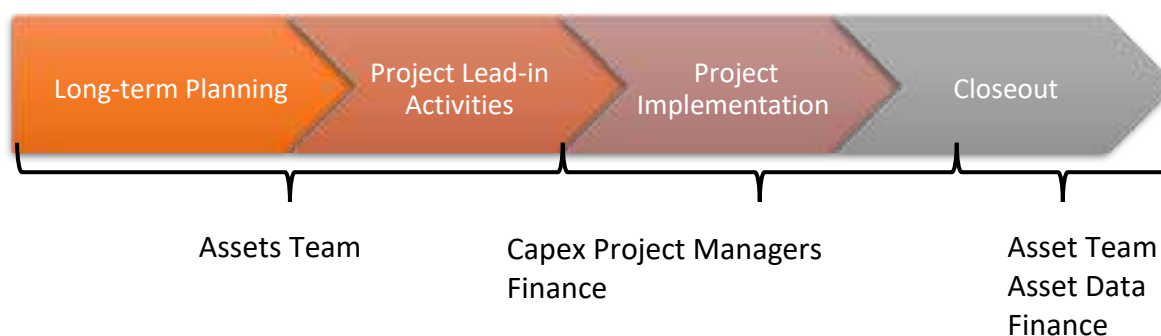 Long-term Planning
Project Lead-in
Activities
Project
Implementation
Closeout
Assets Team
Capex Project Managers
Finance
Asset Team
Asset Data
Finance